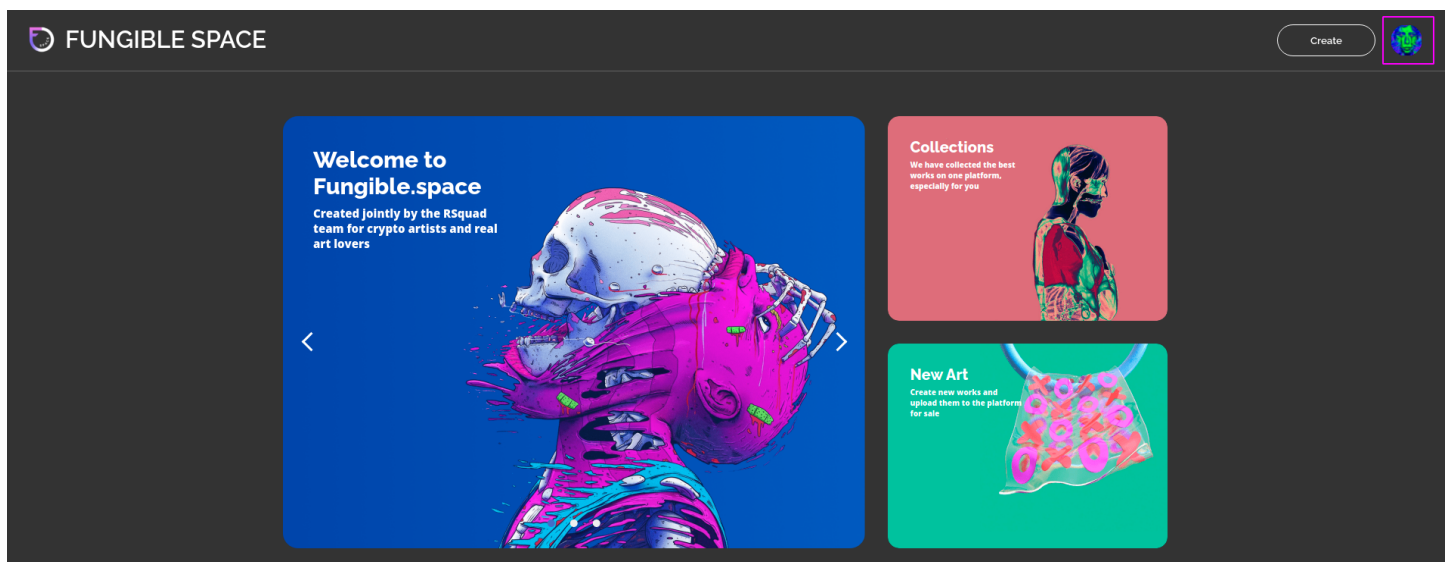 FUNGIBLE SPACE
Create
Welcome to
Fungible.space
Created jointly by the RSquad
team for crypto artists and real
art lovers
Collections
We have collected the best
works on one platform,
especially for you
New Art
Create new works and
upload them to the platform
for sale